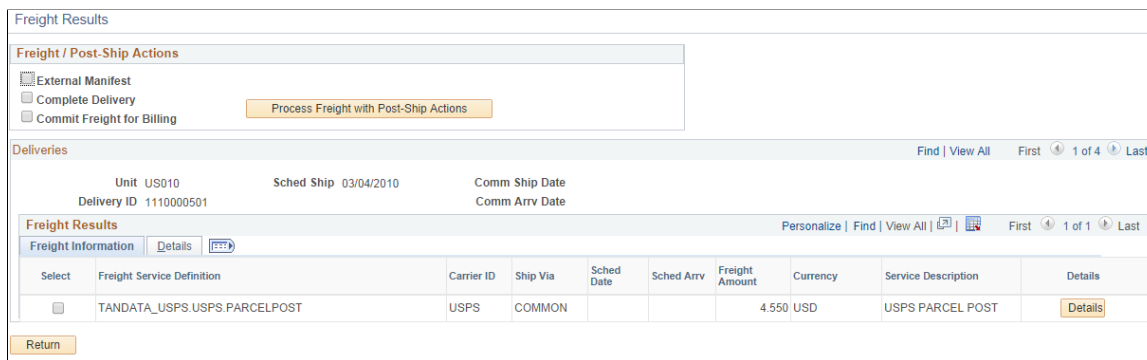 Freight Results
Freight / Post-Ship Actions
External Manifest
Complete Delivery
Commit Freight for Billing
Process Freight with Post-Ship Actions
Deliveries Find | View All First 1 of 4 Last
Unit US010 Sched Ship 03/04/2010 Comm Ship Date
Delivery ID 1110000501 Comm Arrv Date
Freight Results Personalize | Find | View All | First 1 of 1 Last
Freight Information Details
Select Freight Service Definition Carrier ID Ship Via Sched Date Sched Arrv Freight Amount Currency Service Description Details
TANDATA_USPS.USPS.PARCELPOST USPS COMMON 4.550 USD USPS PARCEL POST Details
Return